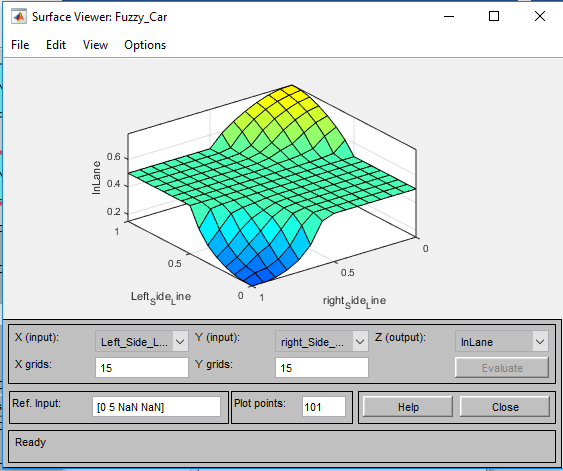 Surface Viewer: Fuzzy_Car
File Edit View Options
InLane
0.6
0.4
0.2
1
0.5
0
Left_Side_Line
1
0.5
0
right_Side_Line
X (input): Left_Side_L... Y (input): right_Side_... Z (output): InLane
X grids: 15 Y grids: 15 Evaluate
Ref. Input: [0 5 NaN NaN] Plot points: 101 Help Close
Ready